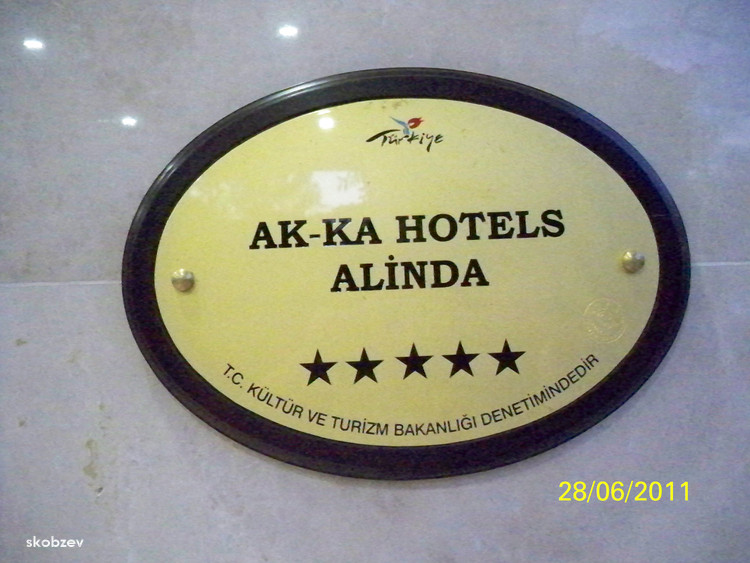 Türkiye
AK-KA HOTELS
ALİNDA
★★★★★
T.C. KÜLTÜR VE TURİZM BAKANLIĞI DENETİMİNDEDİR
28/06/2011
skobzev